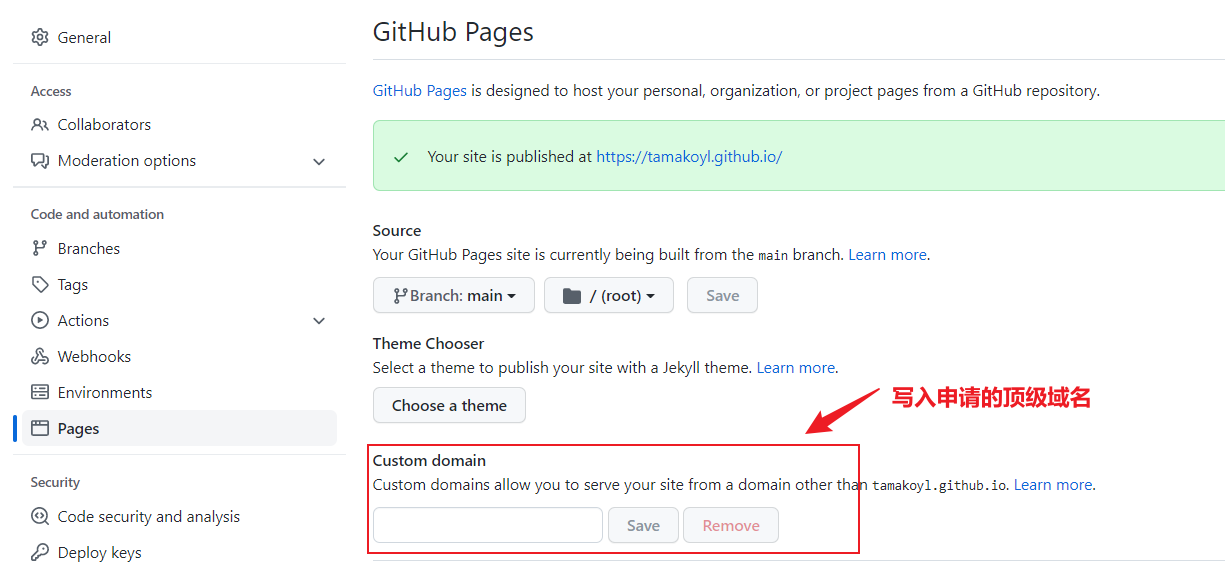 General
Access
Collaborators
Moderation options
Code and automation
Branches
Tags
Actions
Webhooks
Environments
Pages
Security
Code security and analysis
Deploy keys
GitHub Pages
GitHub Pages is designed to host your personal, organization, or project pages from a GitHub repository.
Your site is published at https://tamakoyl.github.io/
Source
Your GitHub Pages site is currently being built from the main branch. Learn more.
Branch: main / (root) Save
Theme Chooser
Select a theme to publish your site with a Jekyll theme. Learn more.
Choose a theme
写入申请的顶级域名
Custom domain
Custom domains allow you to serve your site from a domain other than tamakoyl.github.io. Learn more.
Save Remove